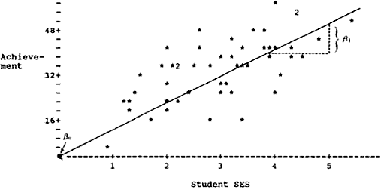 2
48
β₁
Achieve-
ment
2
32
16
β₀
1 2 3 4 5
Student SES